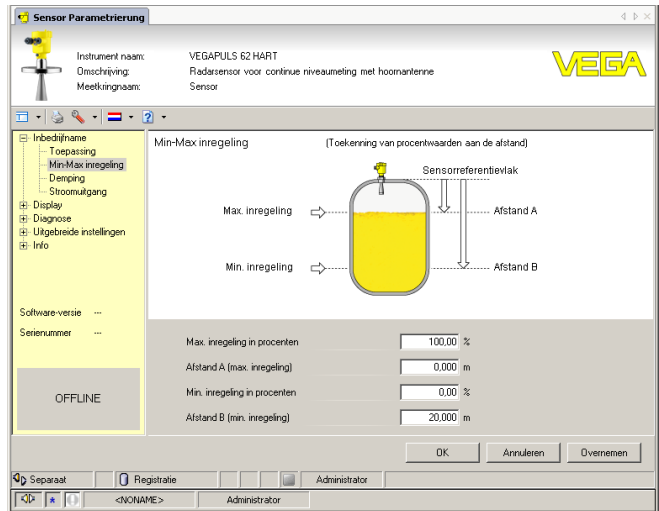 Sensor Parametrierung
Instrument naam: VEGAPULS 62 HART
Omschrijving: Radarsensor voor continue niveaumeting met hoornantenne
Meetkringnaam: Sensor
VEGA
Inbedrijfname
Toepassing
Min-Max inregeling
Demping
Stroomuitgang
Display
Diagnose
Uitgebreide instellingen
Info
Software-versie ---
Serienummer ---
OFFLINE
Min-Max inregeling (Toekenning van procentwaarden aan de afstand)
Sensorreferentievlak
Max. inregeling Afstand A
Min. inregeling Afstand B
Max. inregeling in procenten 100,00 %
Afstand A (max. inregeling) 0,000 m
Min. inregeling in procenten 0,00 %
Afstand B (min. inregeling) 20,000 m
OK Annuleren Overnemen
Separaat Registratie Administrator
<NONAME> Administrator